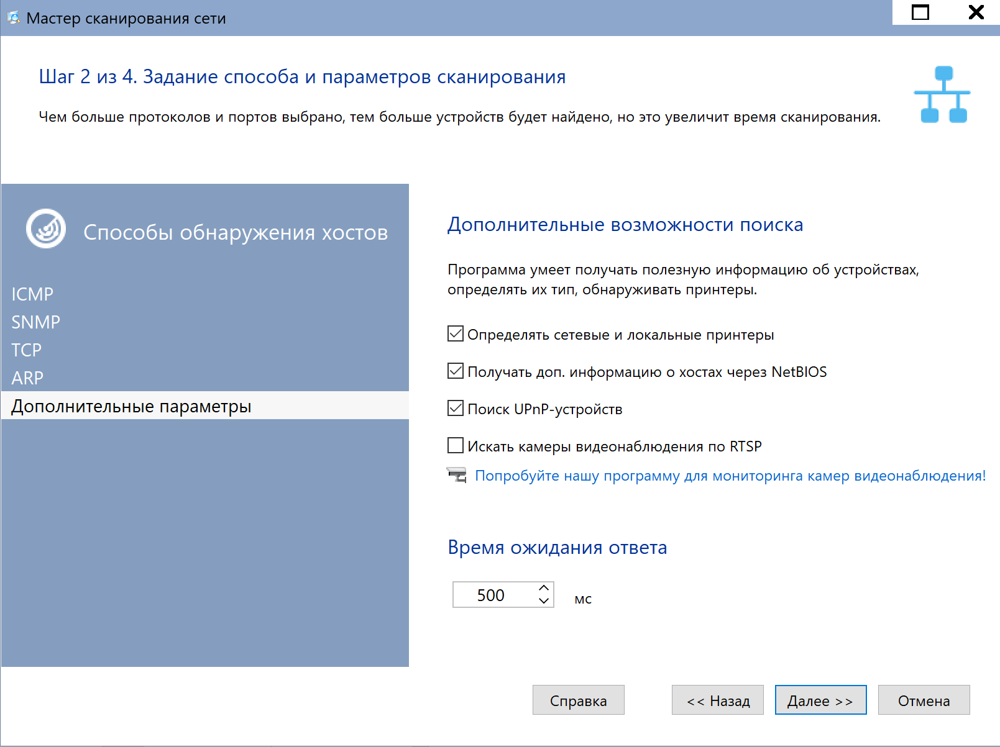 Мастер сканирования сети
Шаг 2 из 4. Задание способа и параметров сканирования
Чем больше протоколов и портов выбрано, тем больше устройств будет найдено, но это увеличит время сканирования.
Способы обнаружения хостов
ICMP
SNMP
TCP
ARP
Дополнительные параметры
Дополнительные возможности поиска
Программа умеет получать полезную информацию об устройствах,
определять их тип, обнаруживать принтеры.
Определять сетевые и локальные принтеры
Получать доп. информацию о хостах через NetBIOS
Поиск UPnP-устройств
Искать камеры видеонаблюдения по RTSP
Попробуйте нашу программу для мониторинга камер видеонаблюдения!
Время ожидания ответа
500 мс
Справка << Назад Далее >> Отмена